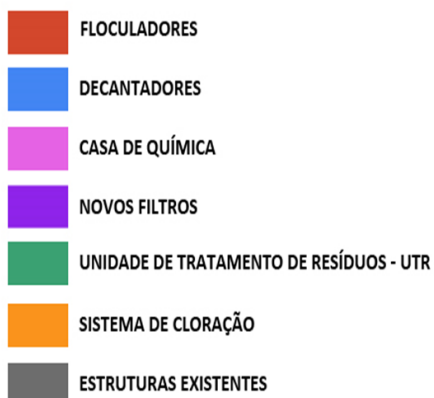 FLOCULADORES
DECANTADORES
CASA DE QUÍMICA
NOVOS FILTROS
UNIDADE DE TRATAMENTO DE RESÍDUOS - UTR
SISTEMA DE CLORAÇÃO
ESTRUTURAS EXISTENTES